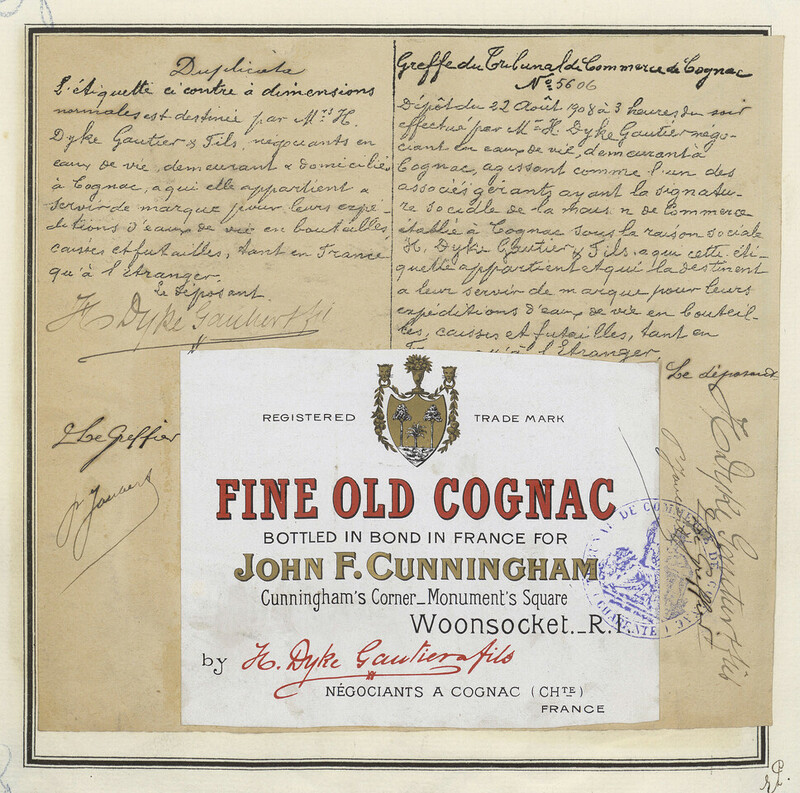 Duplicata
L'étiquette ci contre à dimensions
normales est destinée par Mrs H.
Dyke Gautier & Fils, négociants en
eaux de vie, demeurant & domiciliés
à Cognac, a qui elle appartient a
servir de marque pour leurs expé-
ditions d'eaux de vie en bouteilles,
caisses et futailles, tant en France
qu'à l'étranger.
Le déposant
H. Dyke Gautier & fils
Le Greffier
Greffe du Tribunal de Commerce de Cognac
No 5606
Dépôt du 22 Août 1908 à 3 heures du soir
effectué par Mr H. Dyke Gautier négo-
ciant en eaux de vie, demeurant à
Cognac, agissant comme l'un des
associés gérants, ayant la signatu-
re sociale de la maison de Commerce
établie à Cognac sous la raison sociale
H. Dyke Gautier & Fils, a qui cette éti-
quette appartient et qui la destinent
a leur servir de marque pour leurs
expéditions d'eaux de vie en bouteil-
les, caisses et futailles, tant en
l'Etranger.
Le déposant
H. Dyke Gautier & fils
Le Greffier
REGISTERED TRADE MARK
FINE OLD COGNAC
BOTTLED IN BOND IN FRANCE FOR
JOHN F. CUNNINGHAM
Cunningham's Corner_Monument's Square
Woonsocket._R.I.
by H. Dyke Gautier & fils
NÉGOCIANTS A COGNAC (CHTE)
FRANCE